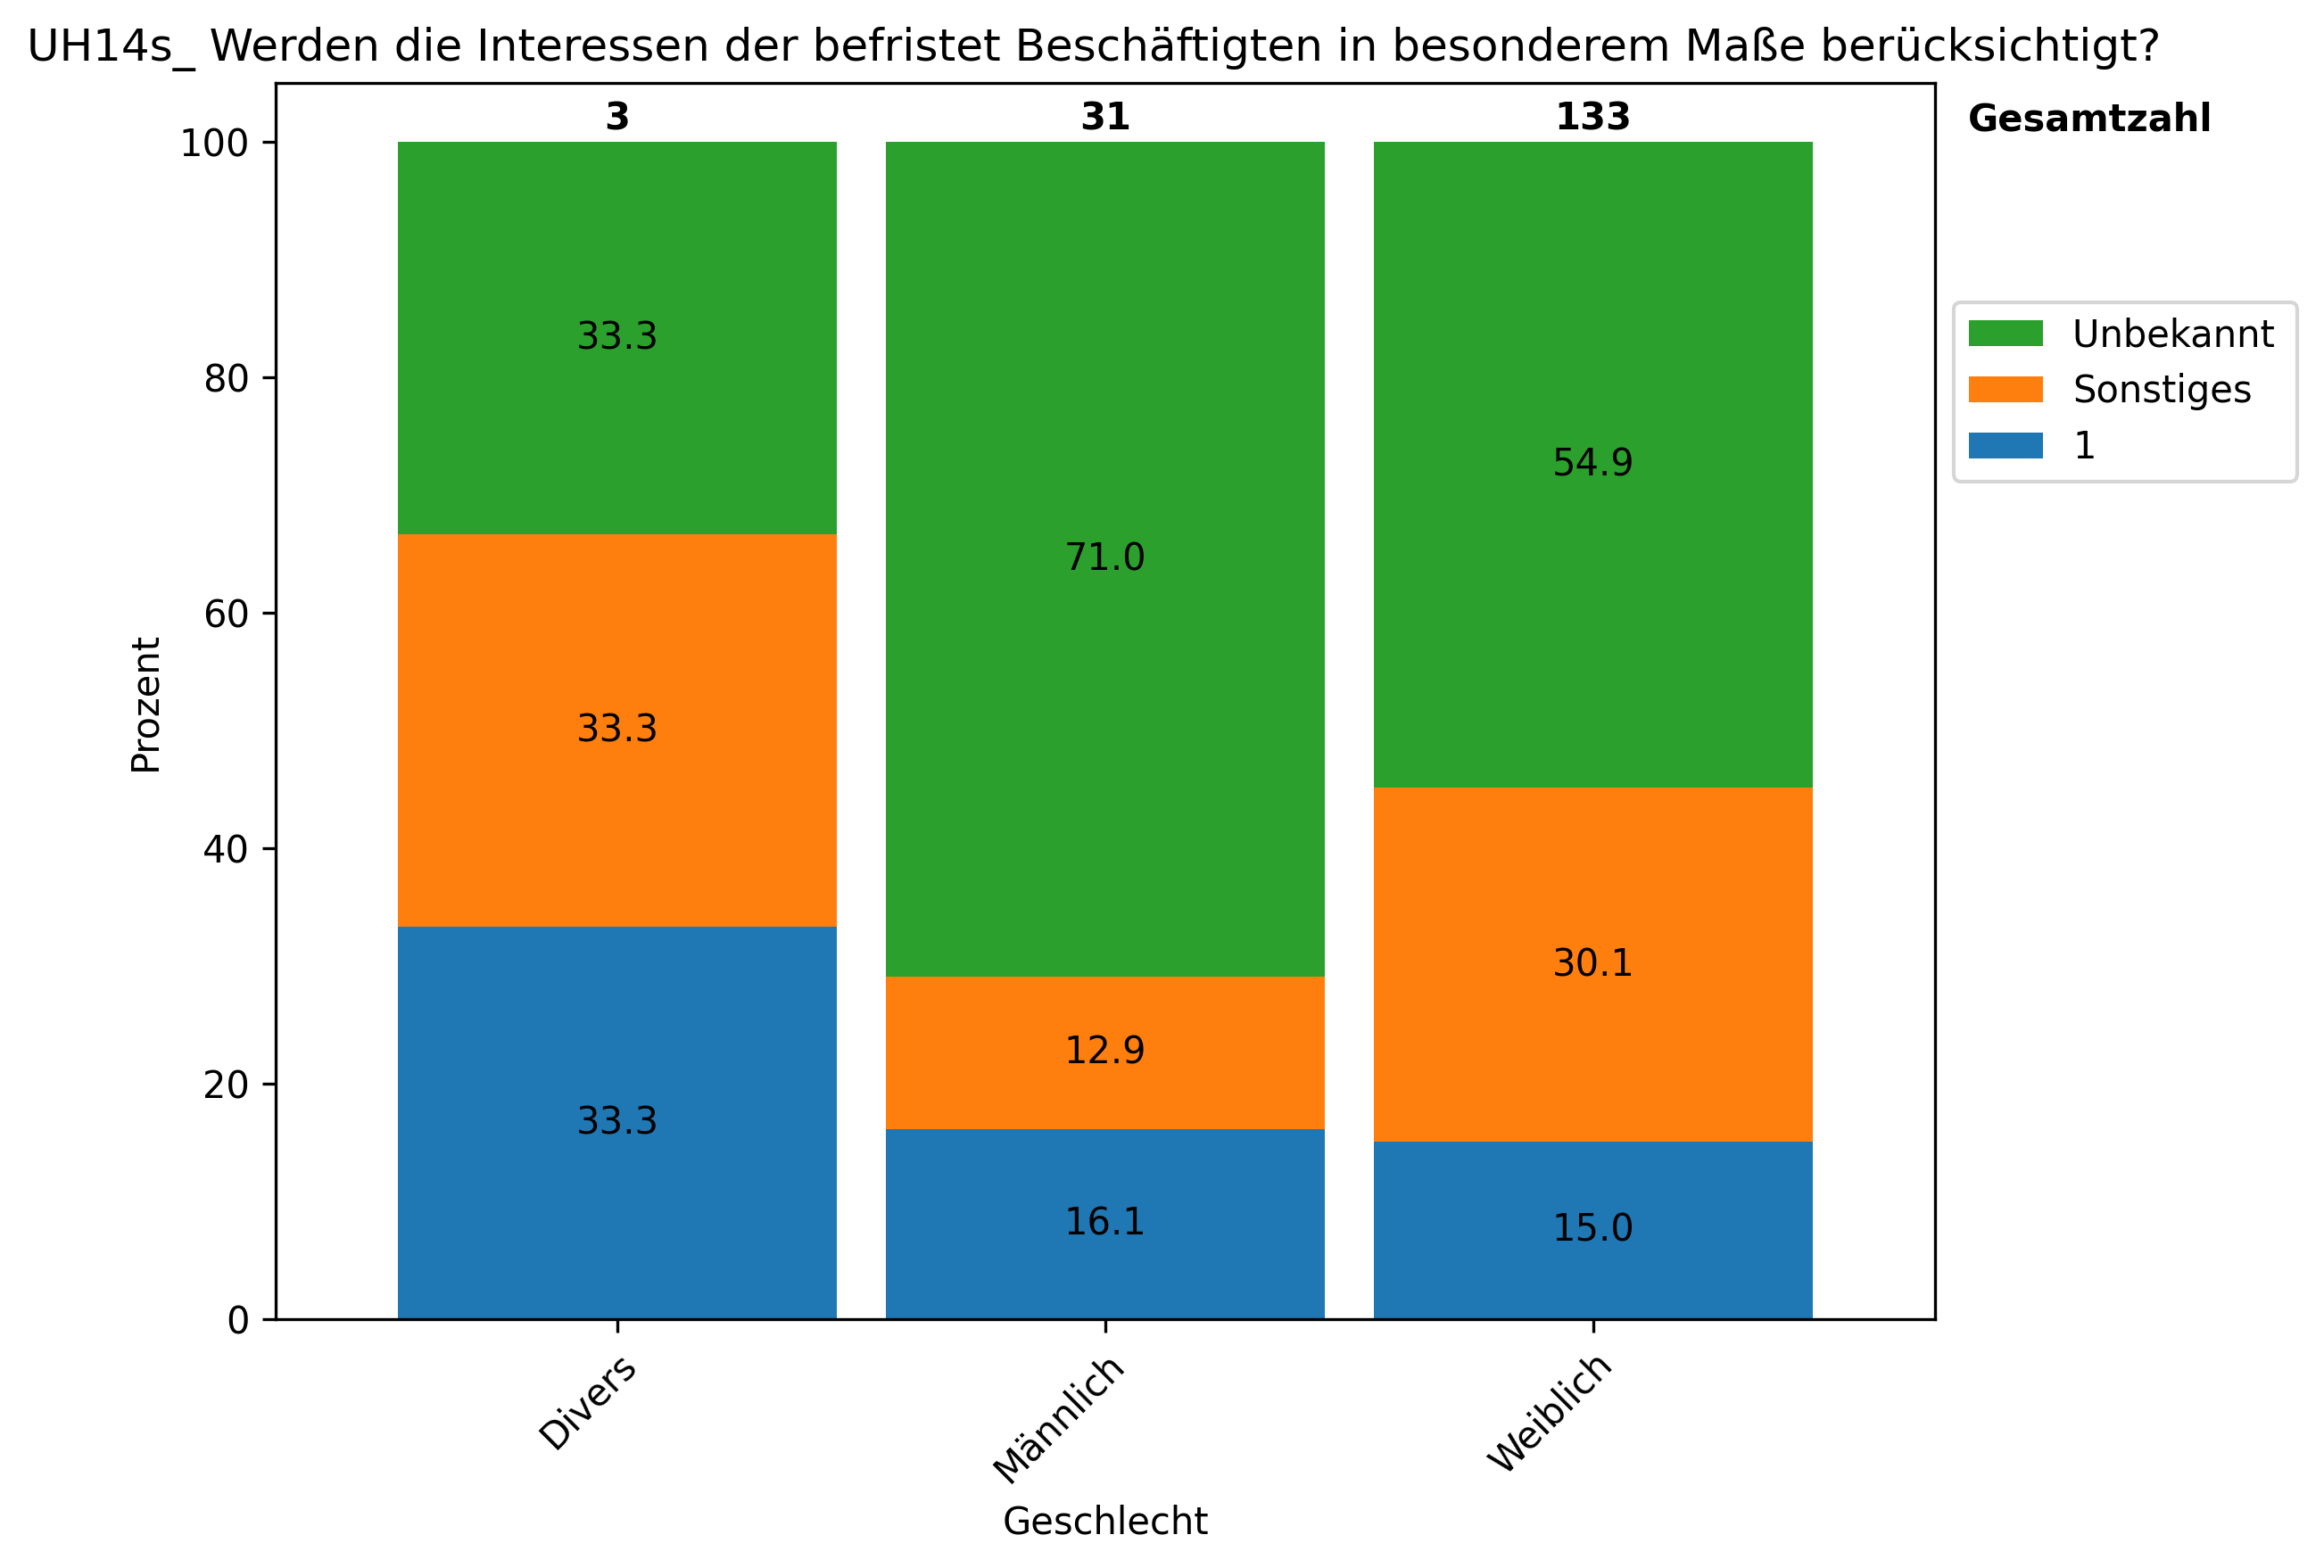 UH14s_ Werden die Interessen der befristet Beschäftigten in besonderem Maße berücksichtigt?
3
31
133
Gesamtzahl
100
80
60
40
20
0
Prozent
33.3
33.3
33.3
71.0
12.9
16.1
54.9
30.1
15.0
Unbekannt
Sonstiges
1
Divers
Männlich
Weiblich
Geschlecht